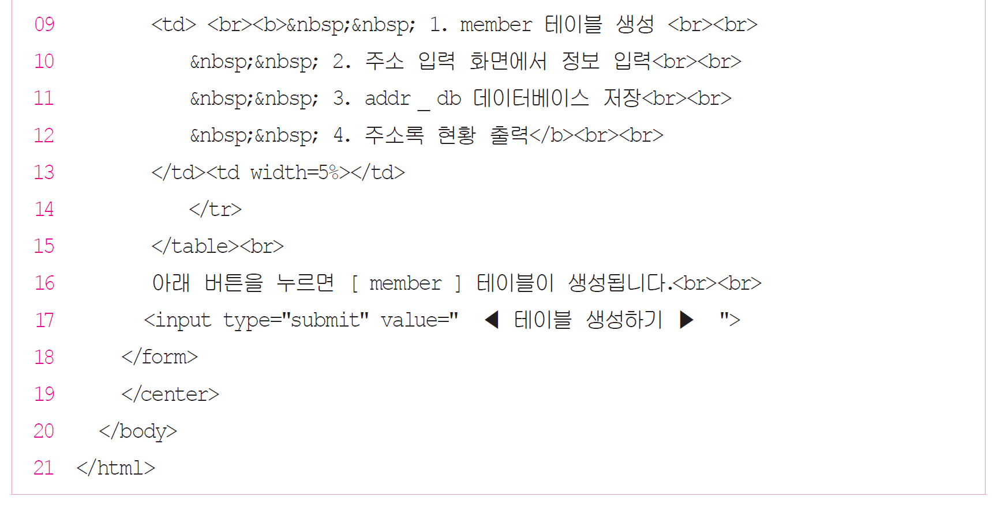 09 <td> <br><b>&nbsp;&nbsp; 1. member 테이블 생성 <br><br>
10 &nbsp;&nbsp; 2. 주소 입력 화면에서 정보 입력<br><br>
11 &nbsp;&nbsp; 3. addr _ db 데이터베이스 저장<br><br>
12 &nbsp;&nbsp; 4. 주소록 현황 출력</b><br><br>
13 </td><td width=5%></td>
14 </tr>
15 </table><br>
16 아래 버튼을 누르면 [ member ] 테이블이 생성됩니다.<br><br>
17 <input type="submit" value="  ◀ 테이블 생성하기 ▶  ">
18 </form>
19 </center>
20 </body>
21 </html>